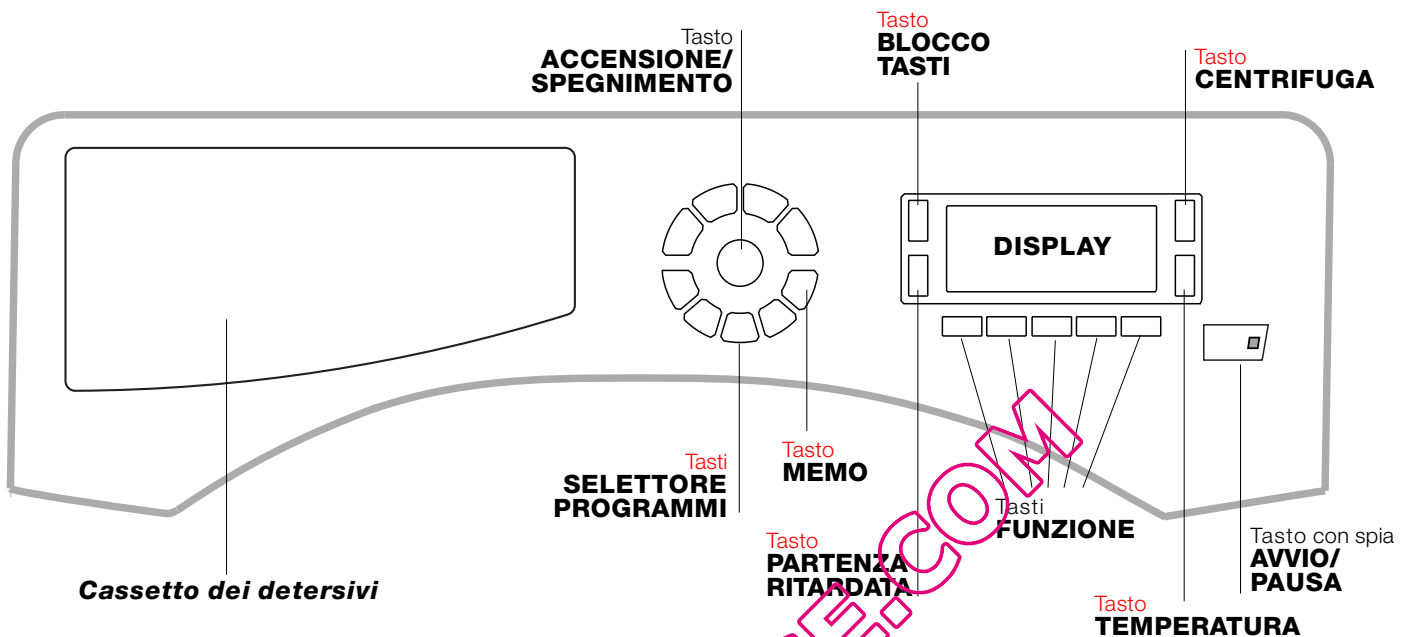 Tasto
ACCENSIONE/
SPEGNIMENTO
Tasto
BLOCCO
TASTI
Tasto
CENTRIFUGA
DISPLAY
Tasti
SELETTORE
PROGRAMMI
Tasto
MEMO
Tasto
PARTENZA
RITARDATA
Tasti
FUNZIONE
Tasto con spia
AVVIO/
PAUSA
Tasto
TEMPERATURA
Cassetto dei detersivi
E.COM